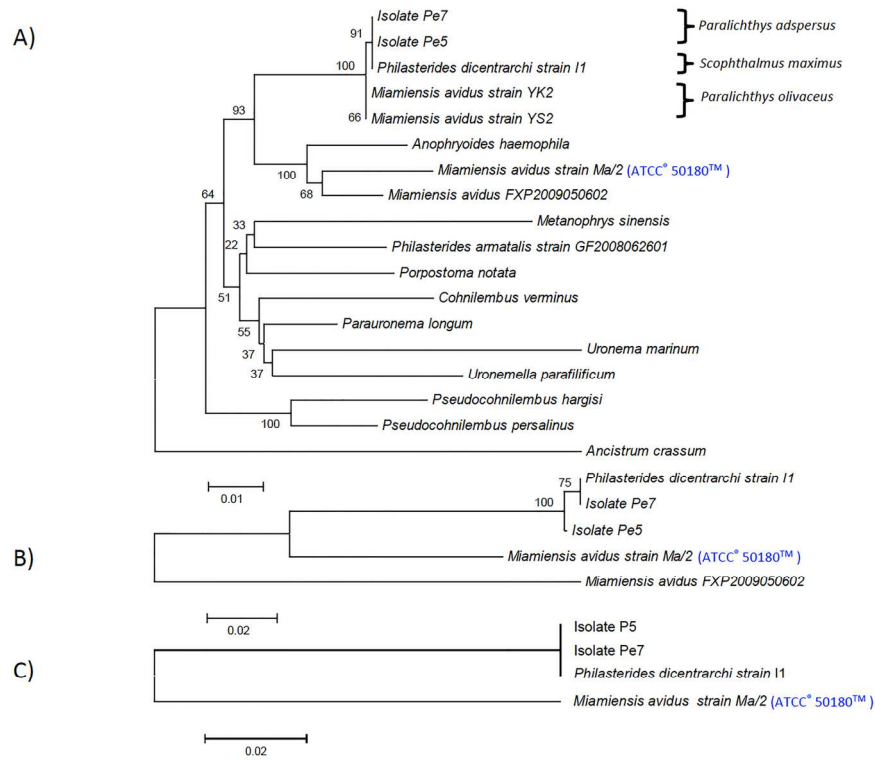 A)
Isolate Pe7
91
Isolate Pe5
Paralichthys adspersus
100
Philasterides dicentrarchi strain I1
Scophthalmus maximus
Miamiensis avidus strain YK2
Paralichthys olivaceus
93
66
Miamiensis avidus strain YS2
Anophryoides haemophila
100
Miamiensis avidus strain Ma/2 (ATCC® 50180™ )
64
68
Miamiensis avidus FXP2009050602
33
Metanophrys sinensis
22
Philasterides armatalis strain GF2008062601
Porpostoma notata
51
Cohnilembus verminus
55
Parauronema longum
37
Uronema marinum
37
Uronemella parafilificum
Pseudocohnilembus hargisi
100
Pseudocohnilembus persalinus
Ancistrum crassum
0.01
B)
75
Philasterides dicentrarchi strain I1
100
Isolate Pe7
Isolate Pe5
Miamiensis avidus strain Ma/2 (ATCC® 50180™ )
Miamiensis avidus FXP2009050602
0.02
C)
Isolate P5
Isolate Pe7
Philasterides dicentrarchi strain I1
Miamiensis avidus strain Ma/2 (ATCC® 50180™ )
0.02